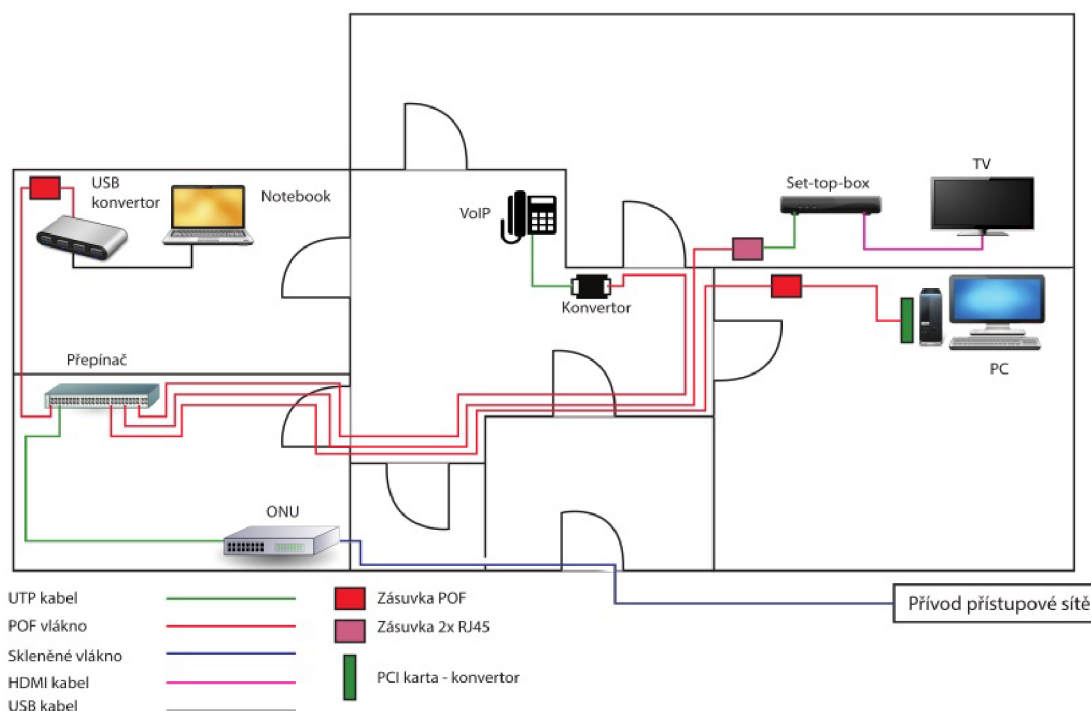 TV
USB
konvertor
Notebook
Set-top-box
VoIP
Konvertor
Přepínač
PC
ONU
Přívod přístupové sítě
UTP kabel
POF vlákno
Skleněné vlákno
HDMI kabel
USB kabel
Zásuvka POF
Zásuvka 2x RJ45
PCI karta - konvertor